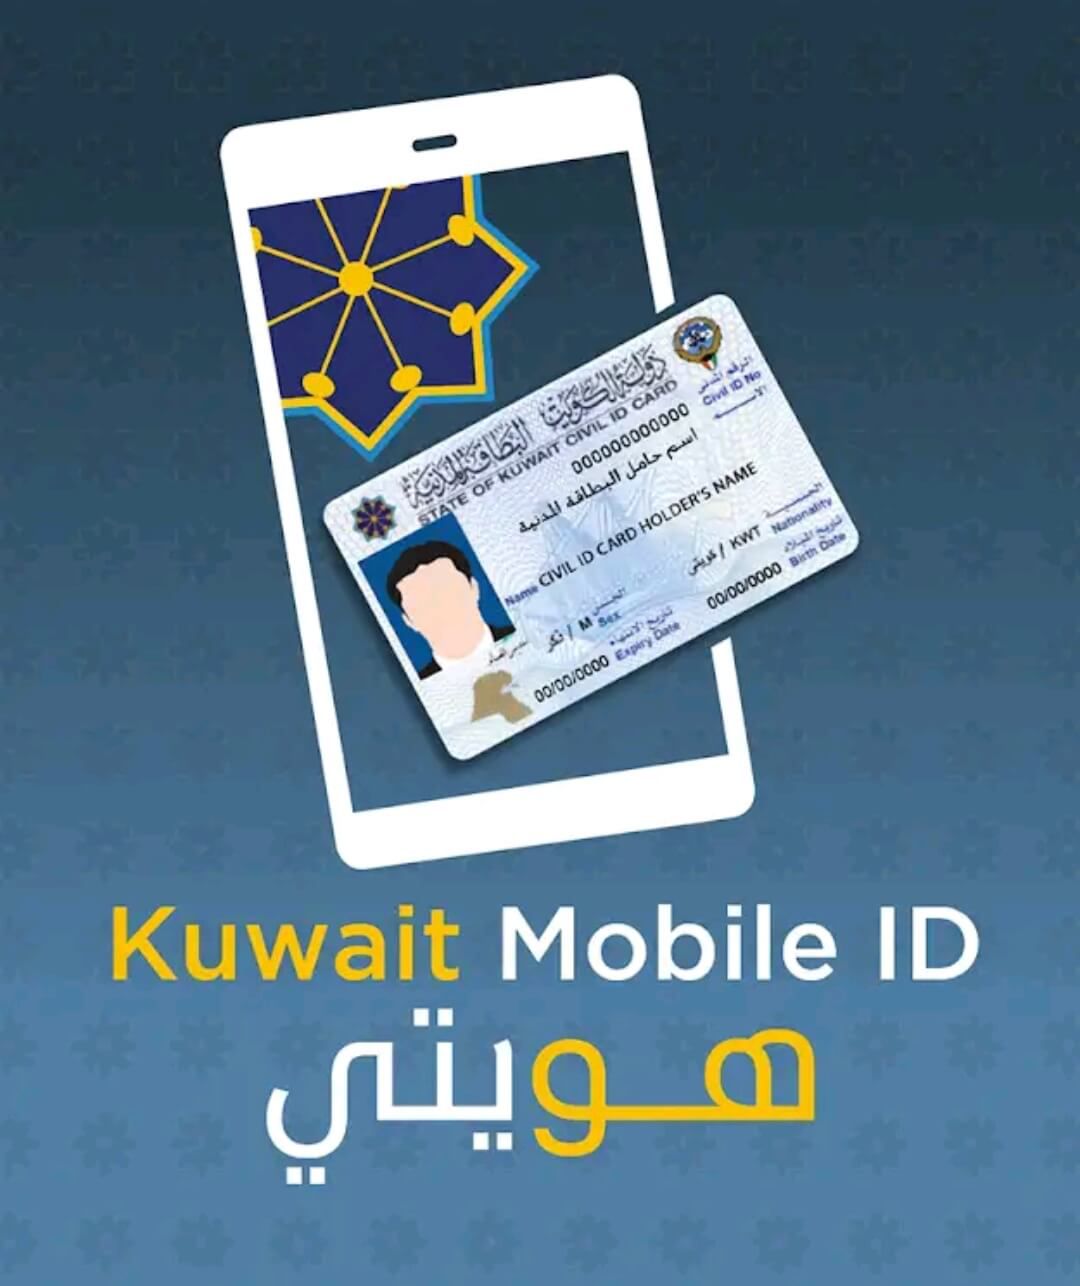 دولة الكويت البطاقة المدنية
STATE OF KUWAIT CIVIL ID CARD
الرقم المدني
Civil ID No
000000000000
الاسم
اسم حامل البطاقة المدنية
Name CIVIL ID CARD HOLDER'S NAME
الجنسية
كويتي / KWT Nationality
الجنس
ذكر / M Sex
تاريخ الميلاد
00/00/0000 Birth Date
تاريخ الانتهاء
00/00/0000 Expiry Date
Kuwait Mobile ID
هويتي